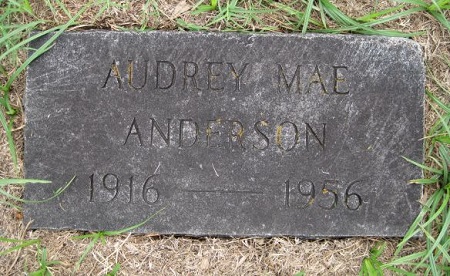 AUDREY MAE
ANDERSON
1916 — 1956